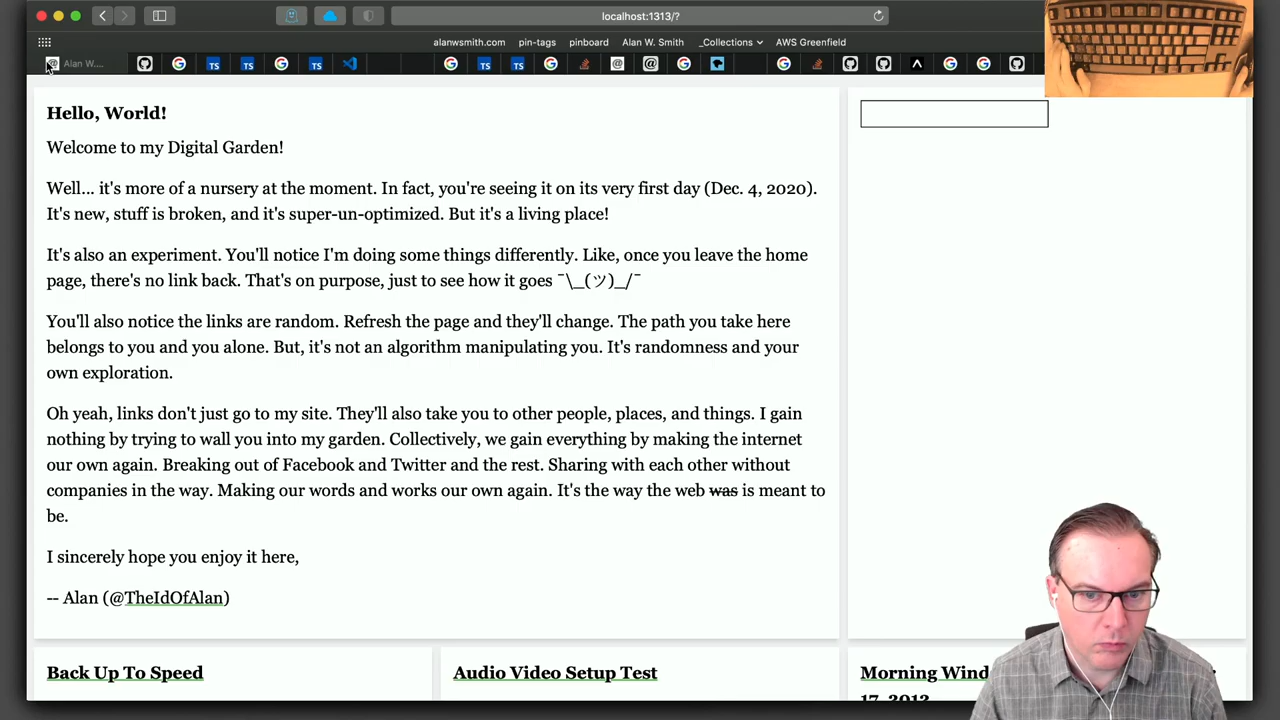 localhost:1313/?
alanwsmith.com pin-tags pinboard Alan W. Smith _Collections AWS Greenfield
Alan W....
Hello, World!
Welcome to my Digital Garden!
Well... it's more of a nursery at the moment. In fact, you're seeing it on its very first day (Dec. 4, 2020).
It's new, stuff is broken, and it's super-un-optimized. But it's a living place!
It's also an experiment. You'll notice I'm doing some things differently. Like, once you leave the home
page, there's no link back. That's on purpose, just to see how it goes ¯\_(ツ)_/¯
You'll also notice the links are random. Refresh the page and they'll change. The path you take here
belongs to you and you alone. But, it's not an algorithm manipulating you. It's randomness and your
own exploration.
Oh yeah, links don't just go to my site. They'll also take you to other people, places, and things. I gain
nothing by trying to wall you into my garden. Collectively, we gain everything by making the internet
our own again. Breaking out of Facebook and Twitter and the rest. Sharing with each other without
companies in the way. Making our words and works our own again. It's the way the web was is meant to
be.
I sincerely hope you enjoy it here,
-- Alan (@TheIdOfAlan)
Back Up To Speed
Audio Video Setup Test
Morning Wind